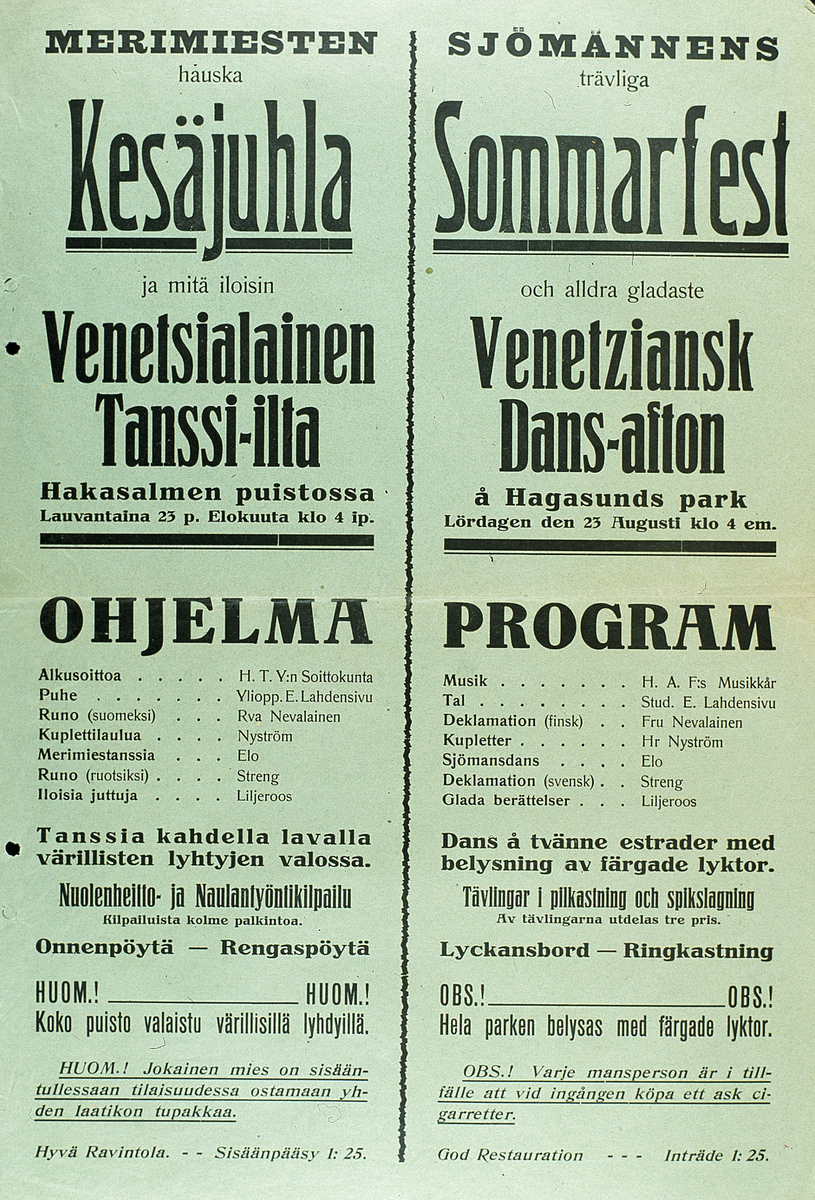 MERIMIESTEN
hauska
Kesäjuhla
ja mitä iloisin
Venetsialainen
Tanssi-ilta
Hakasalmen puistossa
Lauvantaina 23 p. Elokuuta klo 4 ip.
OHJELMA
Alkusoittoa . . . . . H. T. Y:n Soittokunta
Puhe . . . . . . . Yliopp. E. Lahdensivu
Runo (suomeksi) . . . Rva Nevalainen
Kuplettilaulua . . . . Nyström
Merimiestanssia . . . Elo
Runo (ruotsiksi) . . . . Streng
Iloisia juttuja . . . . Liljeroos
Tanssia kahdella lavalla
värillisten lyhtyjen valossa.
Nuolenheitto- ja Naulantyöntikilpailu
Kilpailuista kolme palkintoa.
Onnenpöytä — Rengaspöytä
HUOM.! HUOM.!
Koko puisto valaistu värillisillä lyhdyillä.
HUOM.! Jokainen mies on sisään-
tullessaan tilaisuudessa ostamaan yh-
den laatikon tupakkaa.
Hyvä Ravintola. - - Sisäänpääsy 1: 25.
SJÖMÄNNENS
trävliga
Sommarfest
och alldra gladaste
Venetziansk
Dans-afton
å Hagasunds park
Lördagen den 23 Augusti klo 4 em.
PROGRAM
Musik . . . . . . . H. A. F:s Musikkår
Tal . . . . . . . . Stud. E. Lahdensivu
Deklamation (finsk) . . Fru Nevalainen
Kupletter . . . . . . Hr Nyström
Sjömansdans . . . . Elo
Deklamation (svensk) . . Streng
Glada berättelser . . . Liljeroos
Dans å tvänne estrader med
belysning av färgade lyktor.
Tävlingar i pilkastning och spikslagning
Av tävlingarna utdelas tre pris.
Lyckansbord — Ringkastning
OBS.! OBS.!
Hela parken belysas med färgade lyktor.
OBS.! Varje mansperson är i till-
fälle att vid ingången köpa ett ask ci-
garretter.
God Restauration - - - Inträde 1: 25.